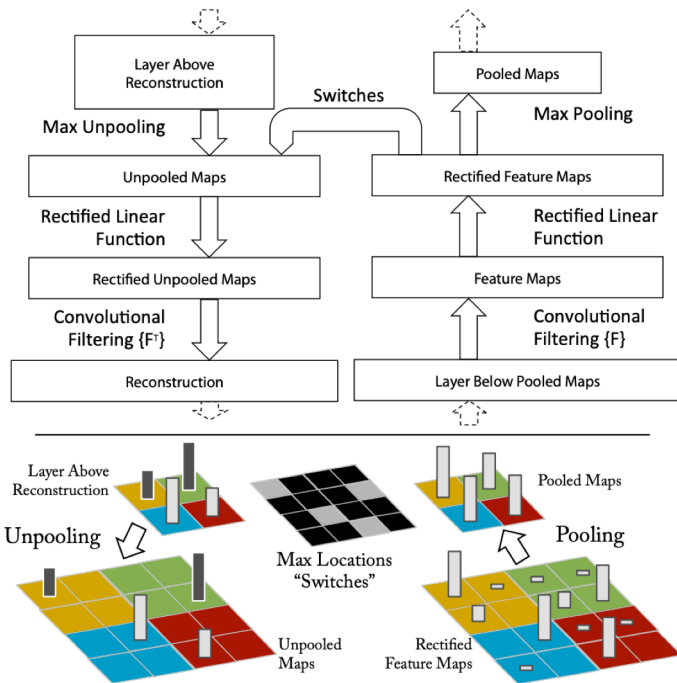 Layer Above
Reconstruction
Pooled Maps
Switches
Max Unpooling
Max Pooling
Unpooled Maps
Rectified Feature Maps
Rectified Linear
Function
Rectified Linear
Function
Rectified Unpooled Maps
Feature Maps
Convolutional
Filtering {Fᵀ}
Convolutional
Filtering {F}
Reconstruction
Layer Below Pooled Maps
Layer Above
Reconstruction
Pooled Maps
Unpooling
Max Locations
“Switches”
Pooling
Unpooled
Maps
Rectified
Feature Maps